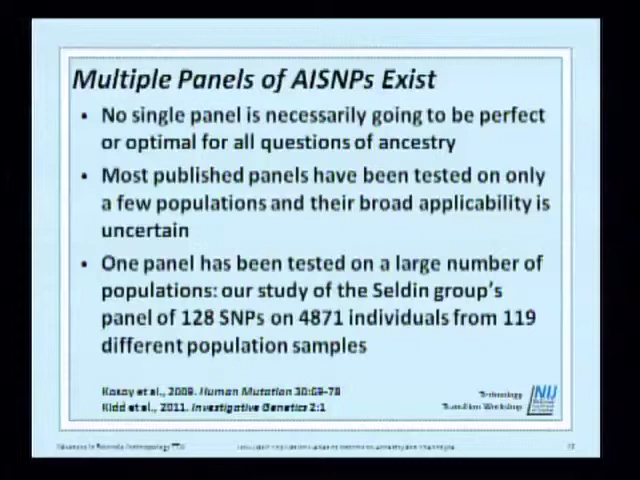 Multiple Panels of AISNPs Exist
• No single panel is necessarily going to be perfect
or optimal for all questions of ancestry
• Most published panels have been tested on only
a few populations and their broad applicability is
uncertain
• One panel has been tested on a large number of
populations: our study of the Seldin group's
panel of 128 SNPs on 4871 individuals from 119
different population samples
et al., 2009. Human Mutation 30:69-78
Kidd et al., 2011. Investigative Genetics 2:1
Technology
Transition Workshop
NIJ